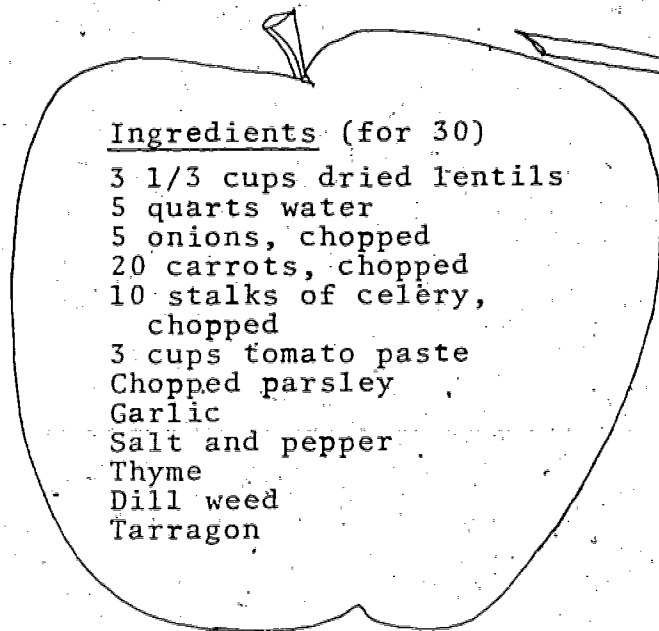 Ingredients (for 30)
3 1/3 cups dried lentils
5 quarts water
5 onions, chopped
20 carrots, chopped
10 stalks of celery,
chopped
3 cups tomato paste
Chopped parsley
Garlic
Salt and pepper
Thyme
Dill weed
Tarragon